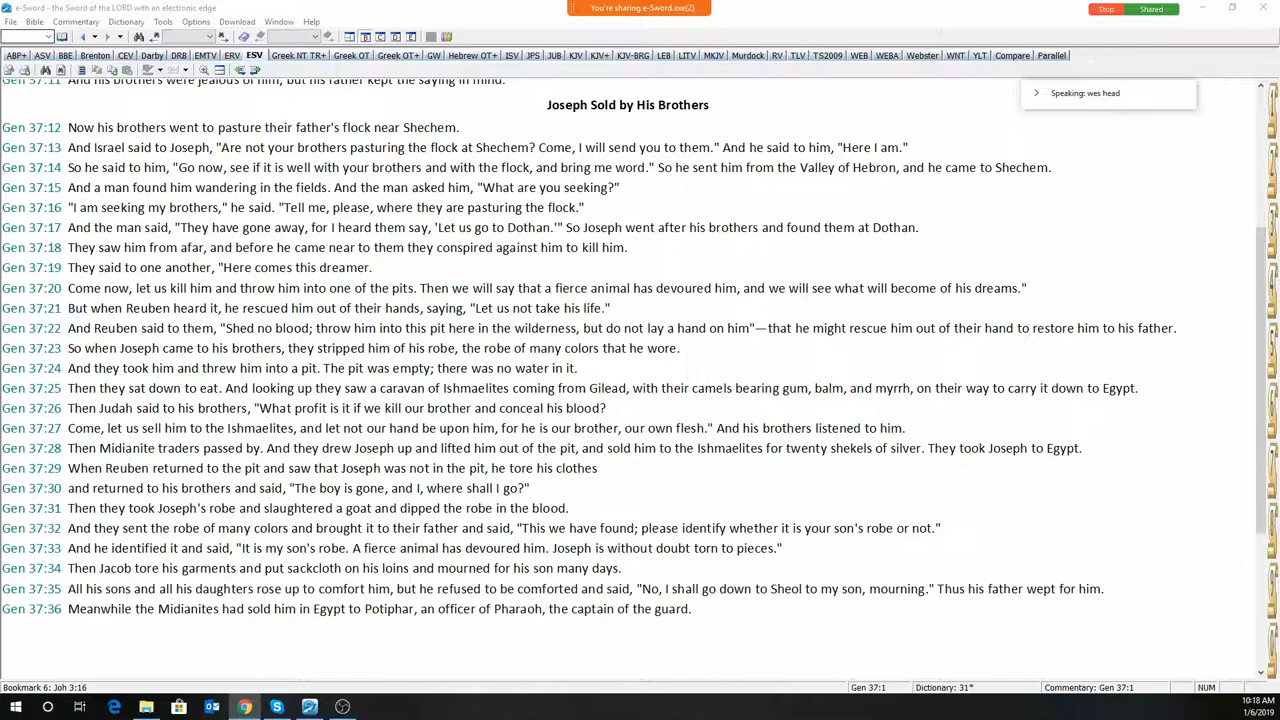 e-Sword - the Sword of the LORD with an electronic edge
You're sharing e-Sword.exe(2)
Stop Shared
File Bible Commentary Dictionary Tools Options Download Window Help
B C D E
ABP+ ASV BBE Brenton CEV Darby DRB EMTV ERV ESV Greek NT TR+ Greek OT Greek OT+ GW Hebrew OT+ ISV JPS JUB KJV KJV+ KJV-BRG LEB LITV MKJV Murdock RV TLV TS2009 WEB WEBA Webster WNT YLT Compare Parallel
Gen 37:11 And his brothers were jealous of him, but his father kept the saying in mind.
Speaking: wes head
Joseph Sold by His Brothers
Gen 37:12 Now his brothers went to pasture their father's flock near Shechem.
Gen 37:13 And Israel said to Joseph, "Are not your brothers pasturing the flock at Shechem? Come, I will send you to them." And he said to him, "Here I am."
Gen 37:14 So he said to him, "Go now, see if it is well with your brothers and with the flock, and bring me word." So he sent him from the Valley of Hebron, and he came to Shechem.
Gen 37:15 And a man found him wandering in the fields. And the man asked him, "What are you seeking?"
Gen 37:16 "I am seeking my brothers," he said. "Tell me, please, where they are pasturing the flock."
Gen 37:17 And the man said, "They have gone away, for I heard them say, 'Let us go to Dothan.'" So Joseph went after his brothers and found them at Dothan.
Gen 37:18 They saw him from afar, and before he came near to them they conspired against him to kill him.
Gen 37:19 They said to one another, "Here comes this dreamer.
Gen 37:20 Come now, let us kill him and throw him into one of the pits. Then we will say that a fierce animal has devoured him, and we will see what will become of his dreams."
Gen 37:21 But when Reuben heard it, he rescued him out of their hands, saying, "Let us not take his life."
Gen 37:22 And Reuben said to them, "Shed no blood; throw him into this pit here in the wilderness, but do not lay a hand on him"—that he might rescue him out of their hand to restore him to his father.
Gen 37:23 So when Joseph came to his brothers, they stripped him of his robe, the robe of many colors that he wore.
Gen 37:24 And they took him and threw him into a pit. The pit was empty; there was no water in it.
Gen 37:25 Then they sat down to eat. And looking up they saw a caravan of Ishmaelites coming from Gilead, with their camels bearing gum, balm, and myrrh, on their way to carry it down to Egypt.
Gen 37:26 Then Judah said to his brothers, "What profit is it if we kill our brother and conceal his blood?
Gen 37:27 Come, let us sell him to the Ishmaelites, and let not our hand be upon him, for he is our brother, our own flesh." And his brothers listened to him.
Gen 37:28 Then Midianite traders passed by. And they drew Joseph up and lifted him out of the pit, and sold him to the Ishmaelites for twenty shekels of silver. They took Joseph to Egypt.
Gen 37:29 When Reuben returned to the pit and saw that Joseph was not in the pit, he tore his clothes
Gen 37:30 and returned to his brothers and said, "The boy is gone, and I, where shall I go?"
Gen 37:31 Then they took Joseph's robe and slaughtered a goat and dipped the robe in the blood.
Gen 37:32 And they sent the robe of many colors and brought it to their father and said, "This we have found; please identify whether it is your son's robe or not."
Gen 37:33 And he identified it and said, "It is my son's robe. A fierce animal has devoured him. Joseph is without doubt torn to pieces."
Gen 37:34 Then Jacob tore his garments and put sackcloth on his loins and mourned for his son many days.
Gen 37:35 All his sons and all his daughters rose up to comfort him, but he refused to be comforted and said, "No, I shall go down to Sheol to my son, mourning." Thus his father wept for him.
Gen 37:36 Meanwhile the Midianites had sold him in Egypt to Potiphar, an officer of Pharaoh, the captain of the guard.
Bookmark 6: Joh 3:16 Gen 37:1 Dictionary: 31* Commentary: Gen 37:1 NUM
10:18 AM
1/6/2019